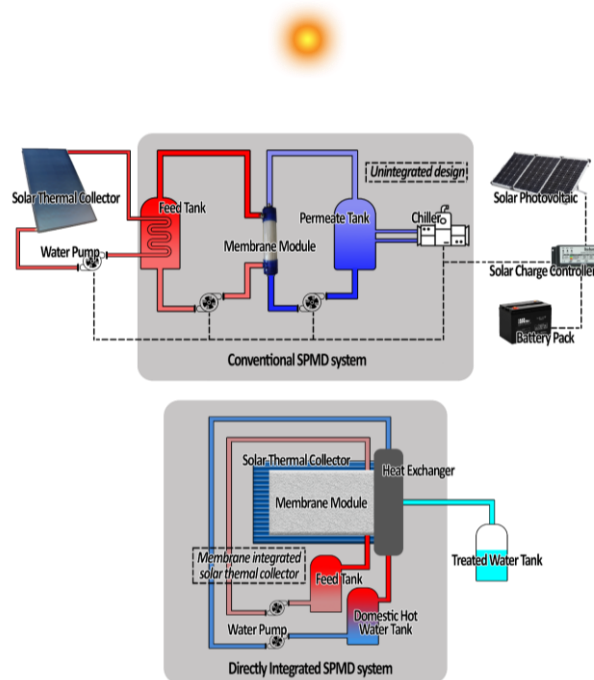 Unintegrated design
Solar Thermal Collector
Feed Tank
Permeate Tank
Chiller
Solar Photovoltaic
Water Pump
Membrane Module
Solar Charge Controller
Battery Pack
Conventional SPMD system
Solar Thermal Collector
Heat Exchanger
Membrane Module
Membrane integrated
solar themal collector
Feed Tank
Treated Water Tank
Domestic Hot
Water Tank
Water Pump
Directly Integrated SPMD system